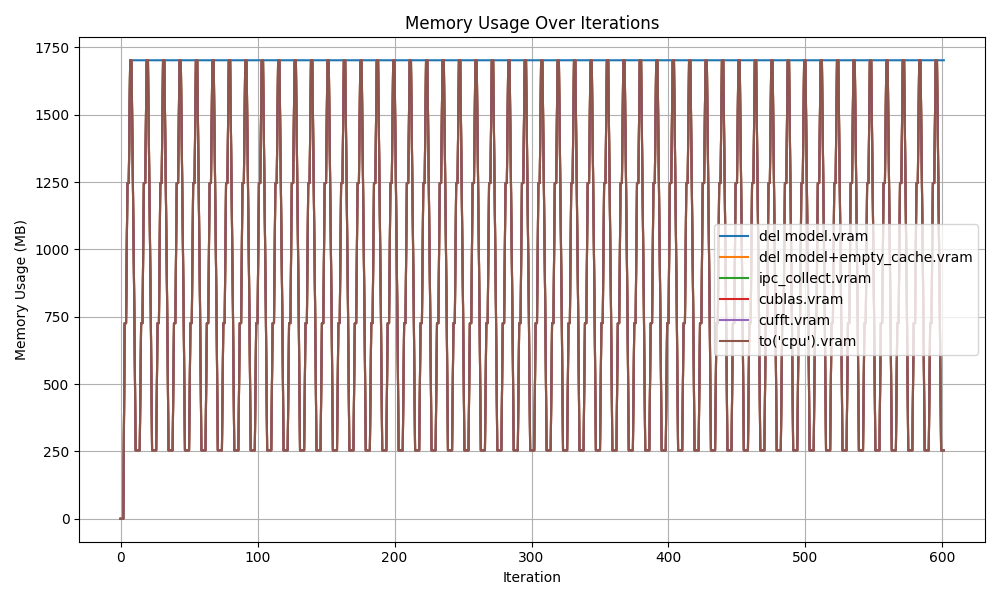 Memory Usage Over Iterations
Memory Usage (MB)
1750
1500
1250
1000
750
500
250
0
del model.vram
del model+empty_cache.vram
ipc_collect.vram
cublas.vram
cufft.vram
to('cpu').vram
0 100 200 300 400 500 600
Iteration